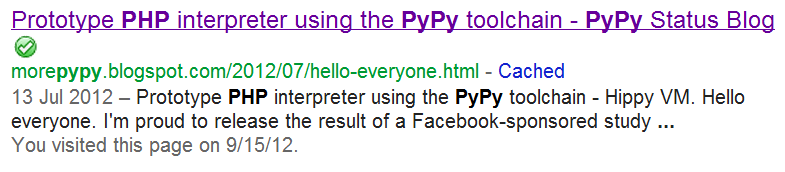 Prototype PHP interpreter using the PyPy toolchain - PyPy Status Blog
morepypy.blogspot.com/2012/07/hello-everyone.html - Cached
13 Jul 2012 – Prototype PHP interpreter using the PyPy toolchain - Hippy VM. Hello
everyone. I'm proud to release the result of a Facebook-sponsored study ...
You visited this page on 9/15/12.